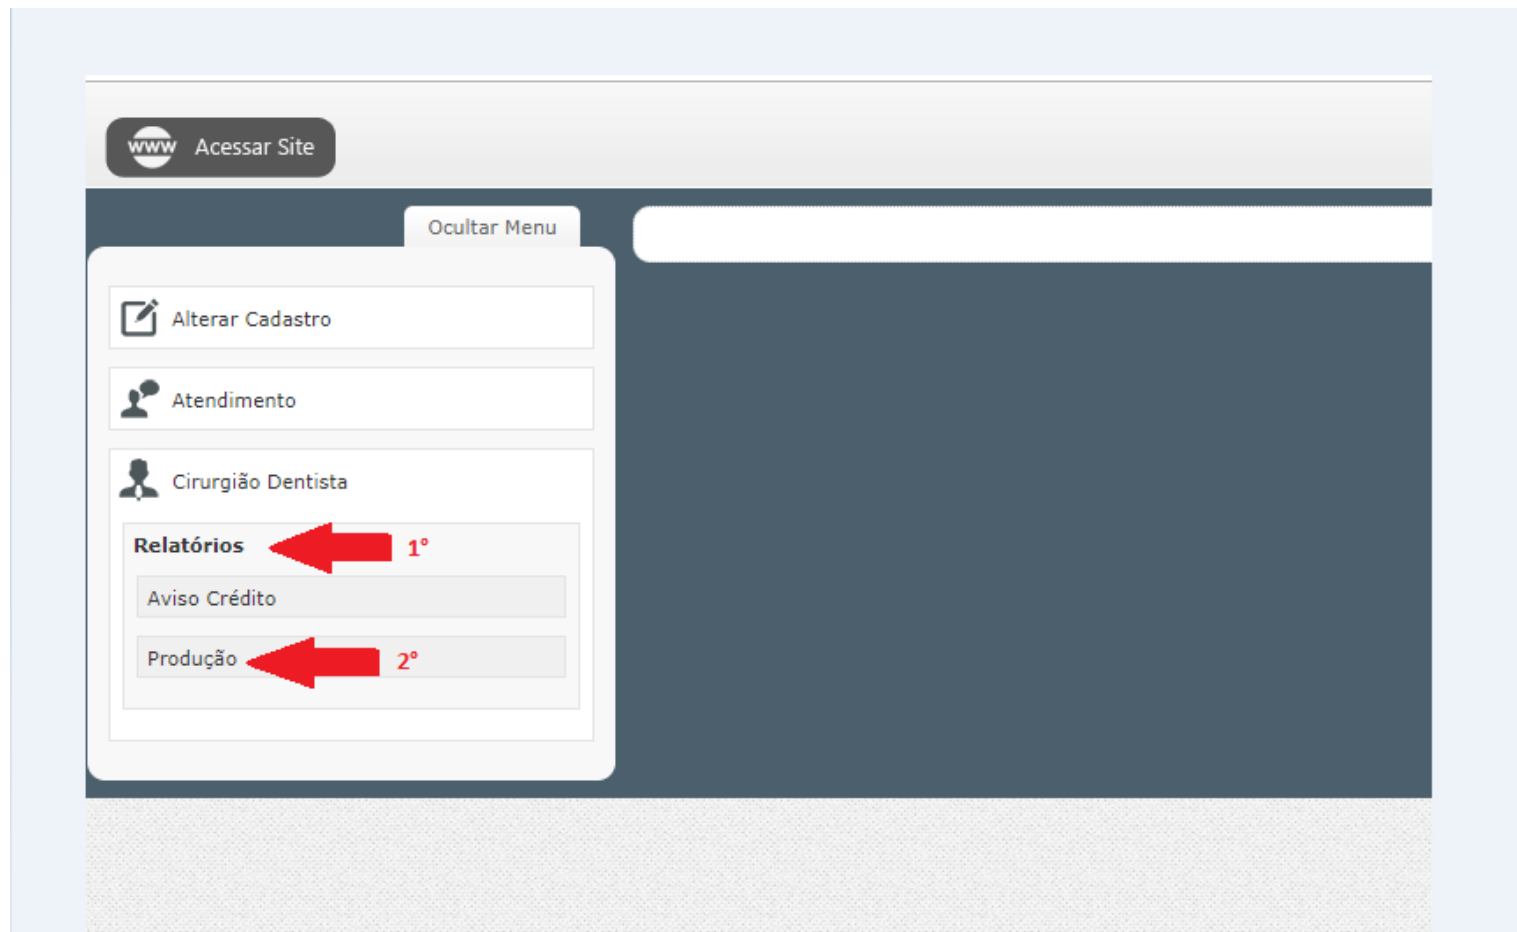 www Acessar Site
Ocultar Menu
Alterar Cadastro
Atendimento
Cirurgião Dentista
Relatórios 1°
Aviso Crédito
Produção 2°